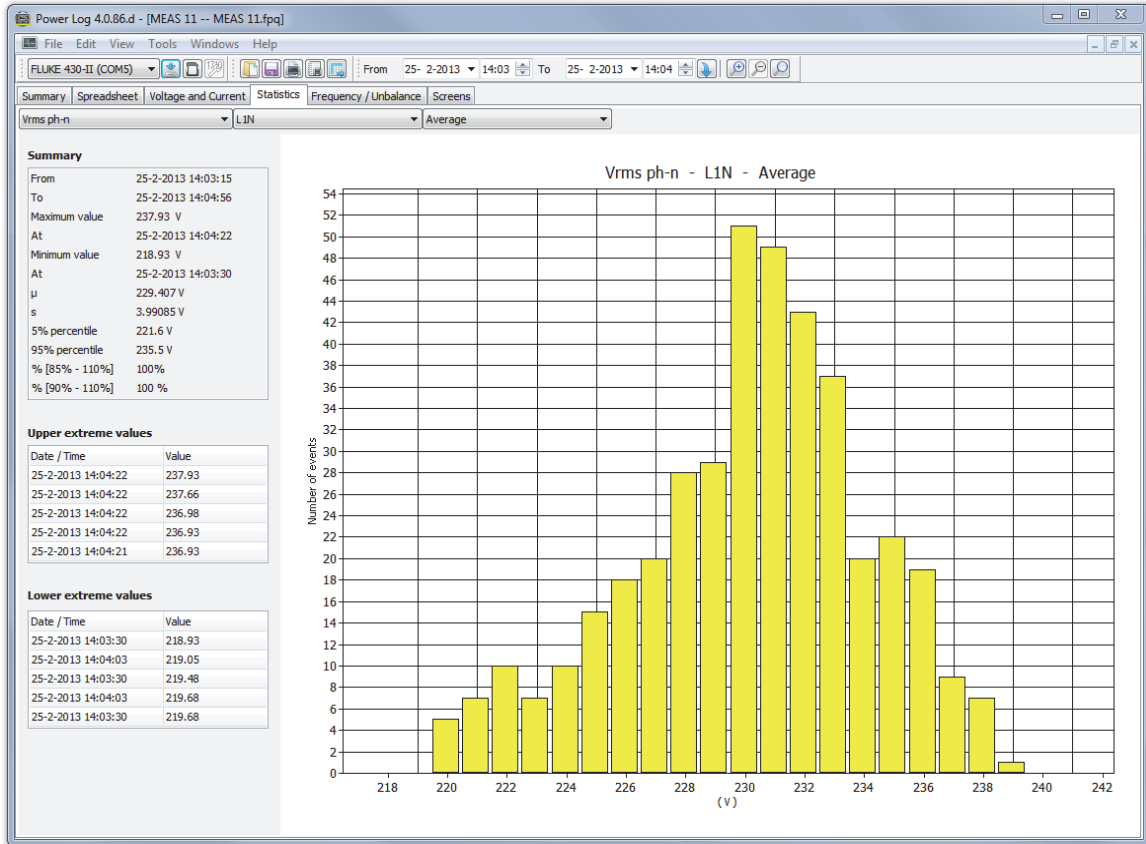 Power Log 4.0.86.d - [MEAS 11 -- MEAS 11.fpq]
File Edit View Tools Windows Help
FLUKE 430-II (COM5) From 25- 2-2013 14:03 To 25- 2-2013 14:04
Summary Spreadsheet Voltage and Current Statistics Frequency / Unbalance Screens
Vrms ph-n L1N Average
Summary
From 25-2-2013 14:03:15
To 25-2-2013 14:04:56
Maximum value 237.93 V
At 25-2-2013 14:04:22
Minimum value 218.93 V
At 25-2-2013 14:03:30
µ 229.407 V
s 3.99085 V
5% percentile 221.6 V
95% percentile 235.5 V
% [85% - 110%] 100%
% [90% - 110%] 100 %
Upper extreme values
Date / Time Value
25-2-2013 14:04:22 237.93
25-2-2013 14:04:22 237.66
25-2-2013 14:04:22 236.98
25-2-2013 14:04:22 236.93
25-2-2013 14:04:21 236.93
Lower extreme values
Date / Time Value
25-2-2013 14:03:30 218.93
25-2-2013 14:04:03 219.05
25-2-2013 14:03:30 219.48
25-2-2013 14:04:03 219.68
25-2-2013 14:03:30 219.68
Vrms ph-n - L1N - Average
Number of events
54
52
50
48
46
44
42
40
38
36
34
32
30
28
26
24
22
20
18
16
14
12
10
8
6
4
2
0
218 220 222 224 226 228 230 232 234 236 238 240 242
(V)